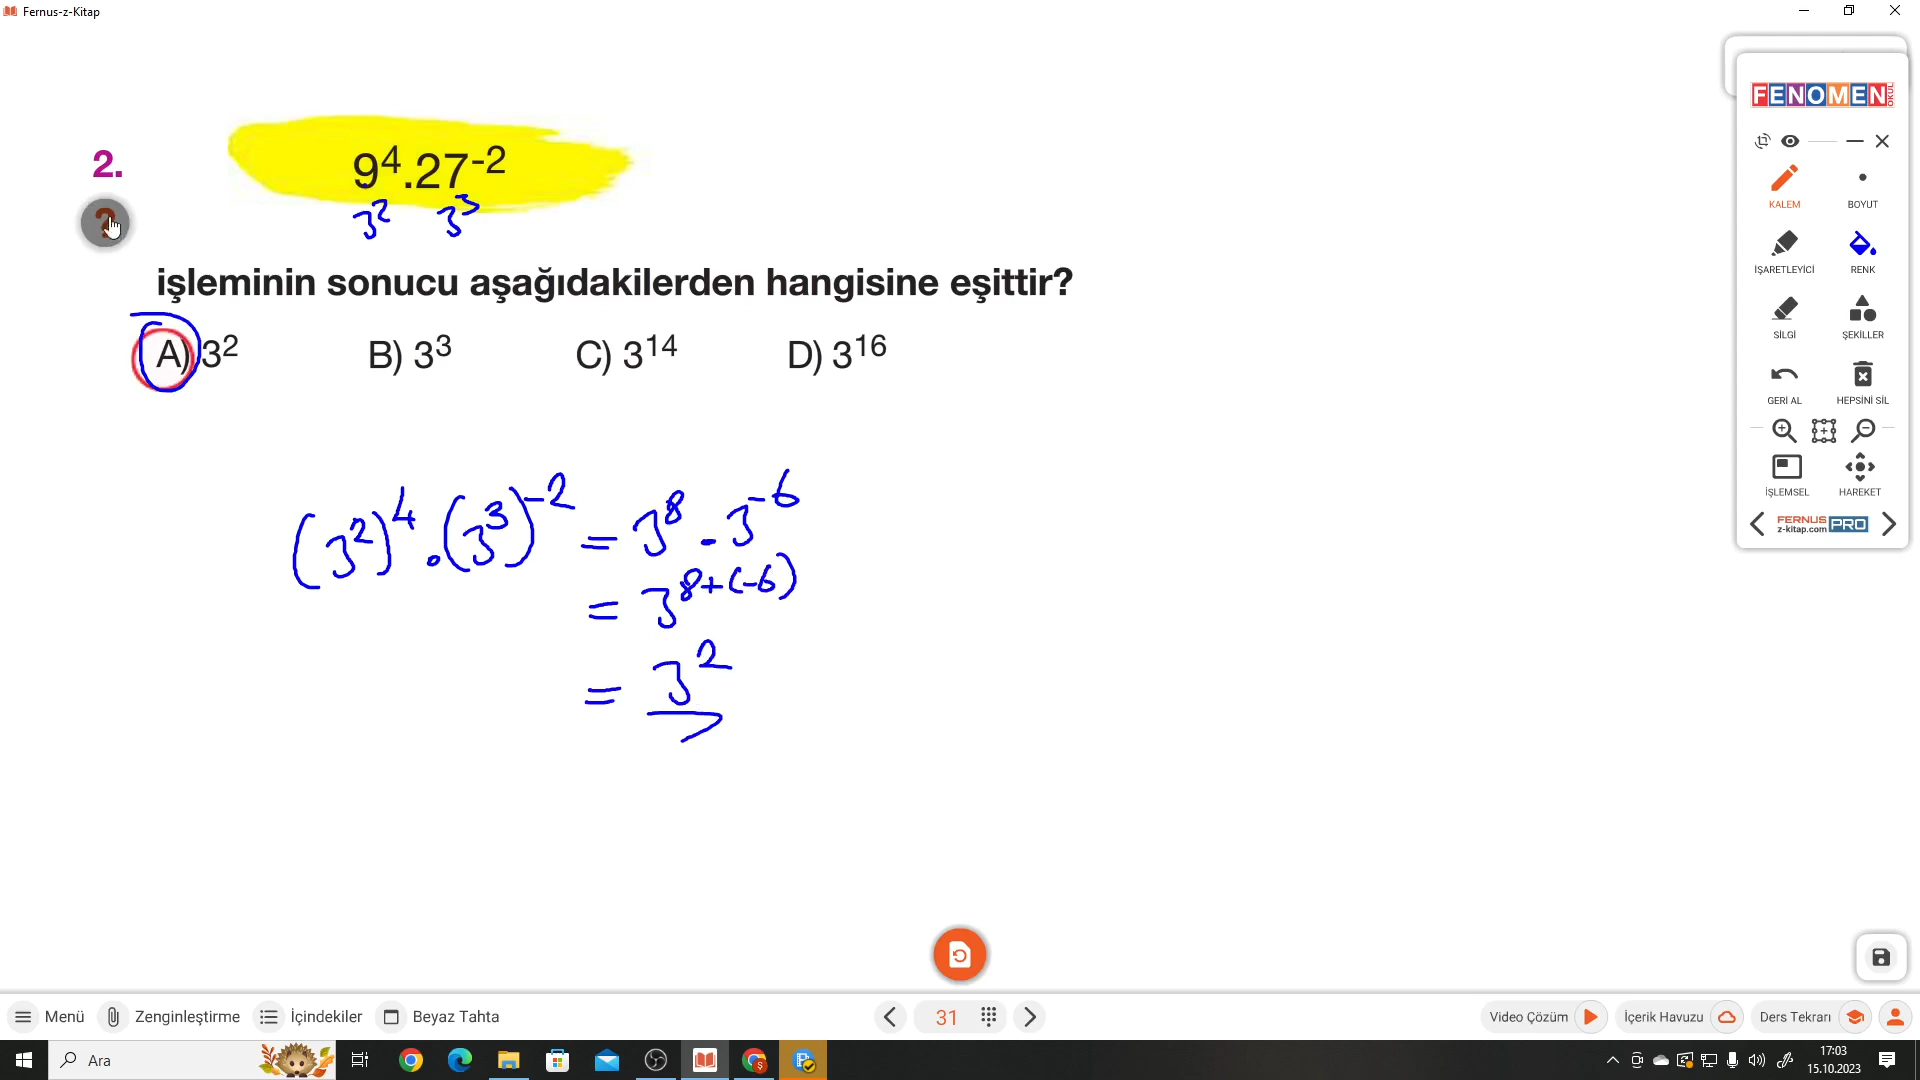 Fernus-z-Kitap
FENOMEN OKUL
2.
9⁴.27⁻²
3² 3³
?
işleminin sonucu aşağıdakilerden hangisine eşittir?
A) 3² B) 3³ C) 3¹⁴ D) 3¹⁶
(3²)⁴.(3³)⁻² = 3⁸ . 3⁻⁶
= 3⁸⁺⁽⁻⁶⁾
= 3²
KALEM BOYUT
İŞARETLEYİCİ RENK
SİLGİ ŞEKİLLER
GERİ AL HEPSİNİ SİL
İŞLEMSEL HAREKET
FERNUS z-kitap.com PRO
Menü Zenginleştirme İçindekiler Beyaz Tahta 31 Video Çözüm İçerik Havuzu Ders Tekrarı
Ara
17:03
15.10.2023